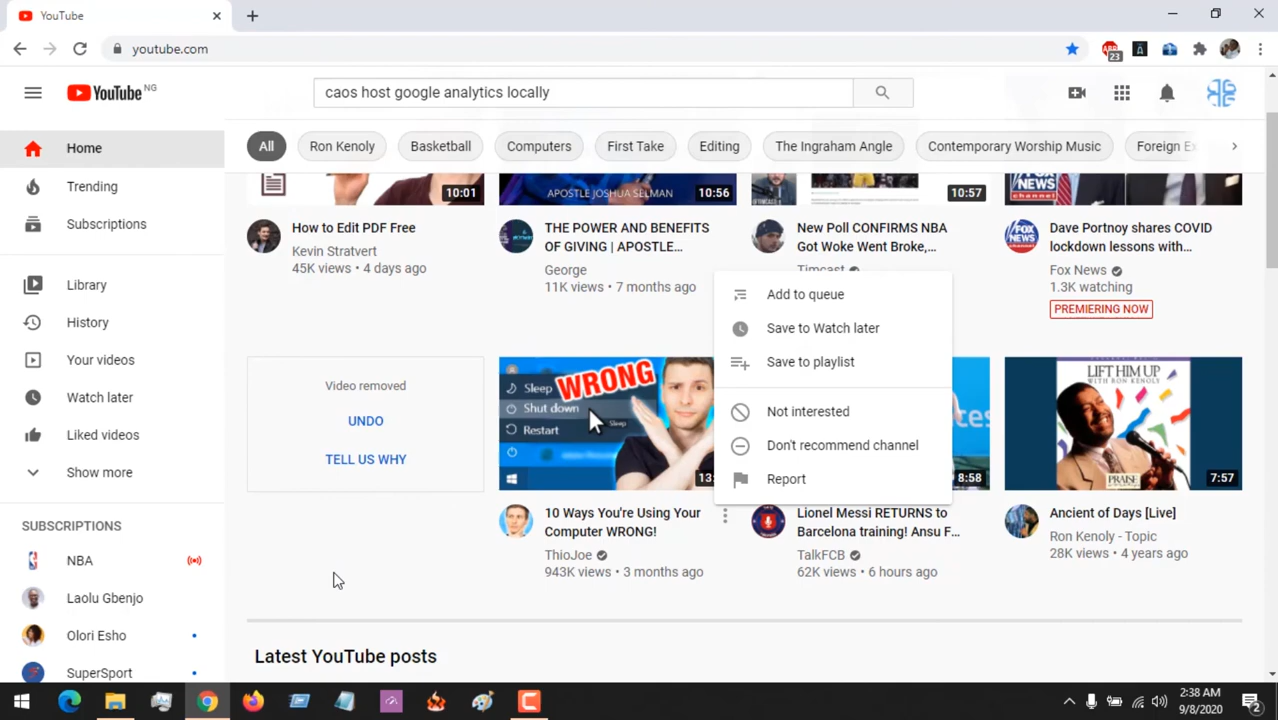 YouTube
youtube.com
23
YouTube NG
caos host google analytics locally
All
Ron Kenoly
Basketball
Computers
First Take
Editing
The Ingraham Angle
Contemporary Worship Music
Foreign Ex
Home
Trending
Subscriptions
Library
History
Your videos
Watch later
Liked videos
Show more
SUBSCRIPTIONS
NBA
Laolu Gbenjo
Olori Esho
SuperSport
10:01
How to Edit PDF Free
Kevin Stratvert
45K views • 4 days ago
APOSTLE JOSHUA SELMAN
10:56
THE POWER AND BENEFITS
OF GIVING | APOSTLE...
George
11K views • 7 months ago
10:57
New Poll CONFIRMS NBA
Got Woke Went Broke,...
Timcast
FOX
NEWS
channel
Dave Portnoy shares COVID
lockdown lessons with...
Fox News
1.3K watching
PREMIERING NOW
Add to queue
Save to Watch later
Save to playlist
Not interested
Don't recommend channel
Report
Video removed
UNDO
TELL US WHY
Sleep
WRONG
Shut down
Sleep
Restart
13:
10 Ways You're Using Your
Computer WRONG!
ThioJoe
943K views • 3 months ago
8:58
Lionel Messi RETURNS to
Barcelona training! Ansu F...
TalkFCB
62K views • 6 hours ago
LIFT HIM UP
WITH RON KENOLY
PRAISE
7:57
Ancient of Days [Live]
Ron Kenoly - Topic
28K views • 4 years ago
Latest YouTube posts
2:38 AM
9/8/2020
2